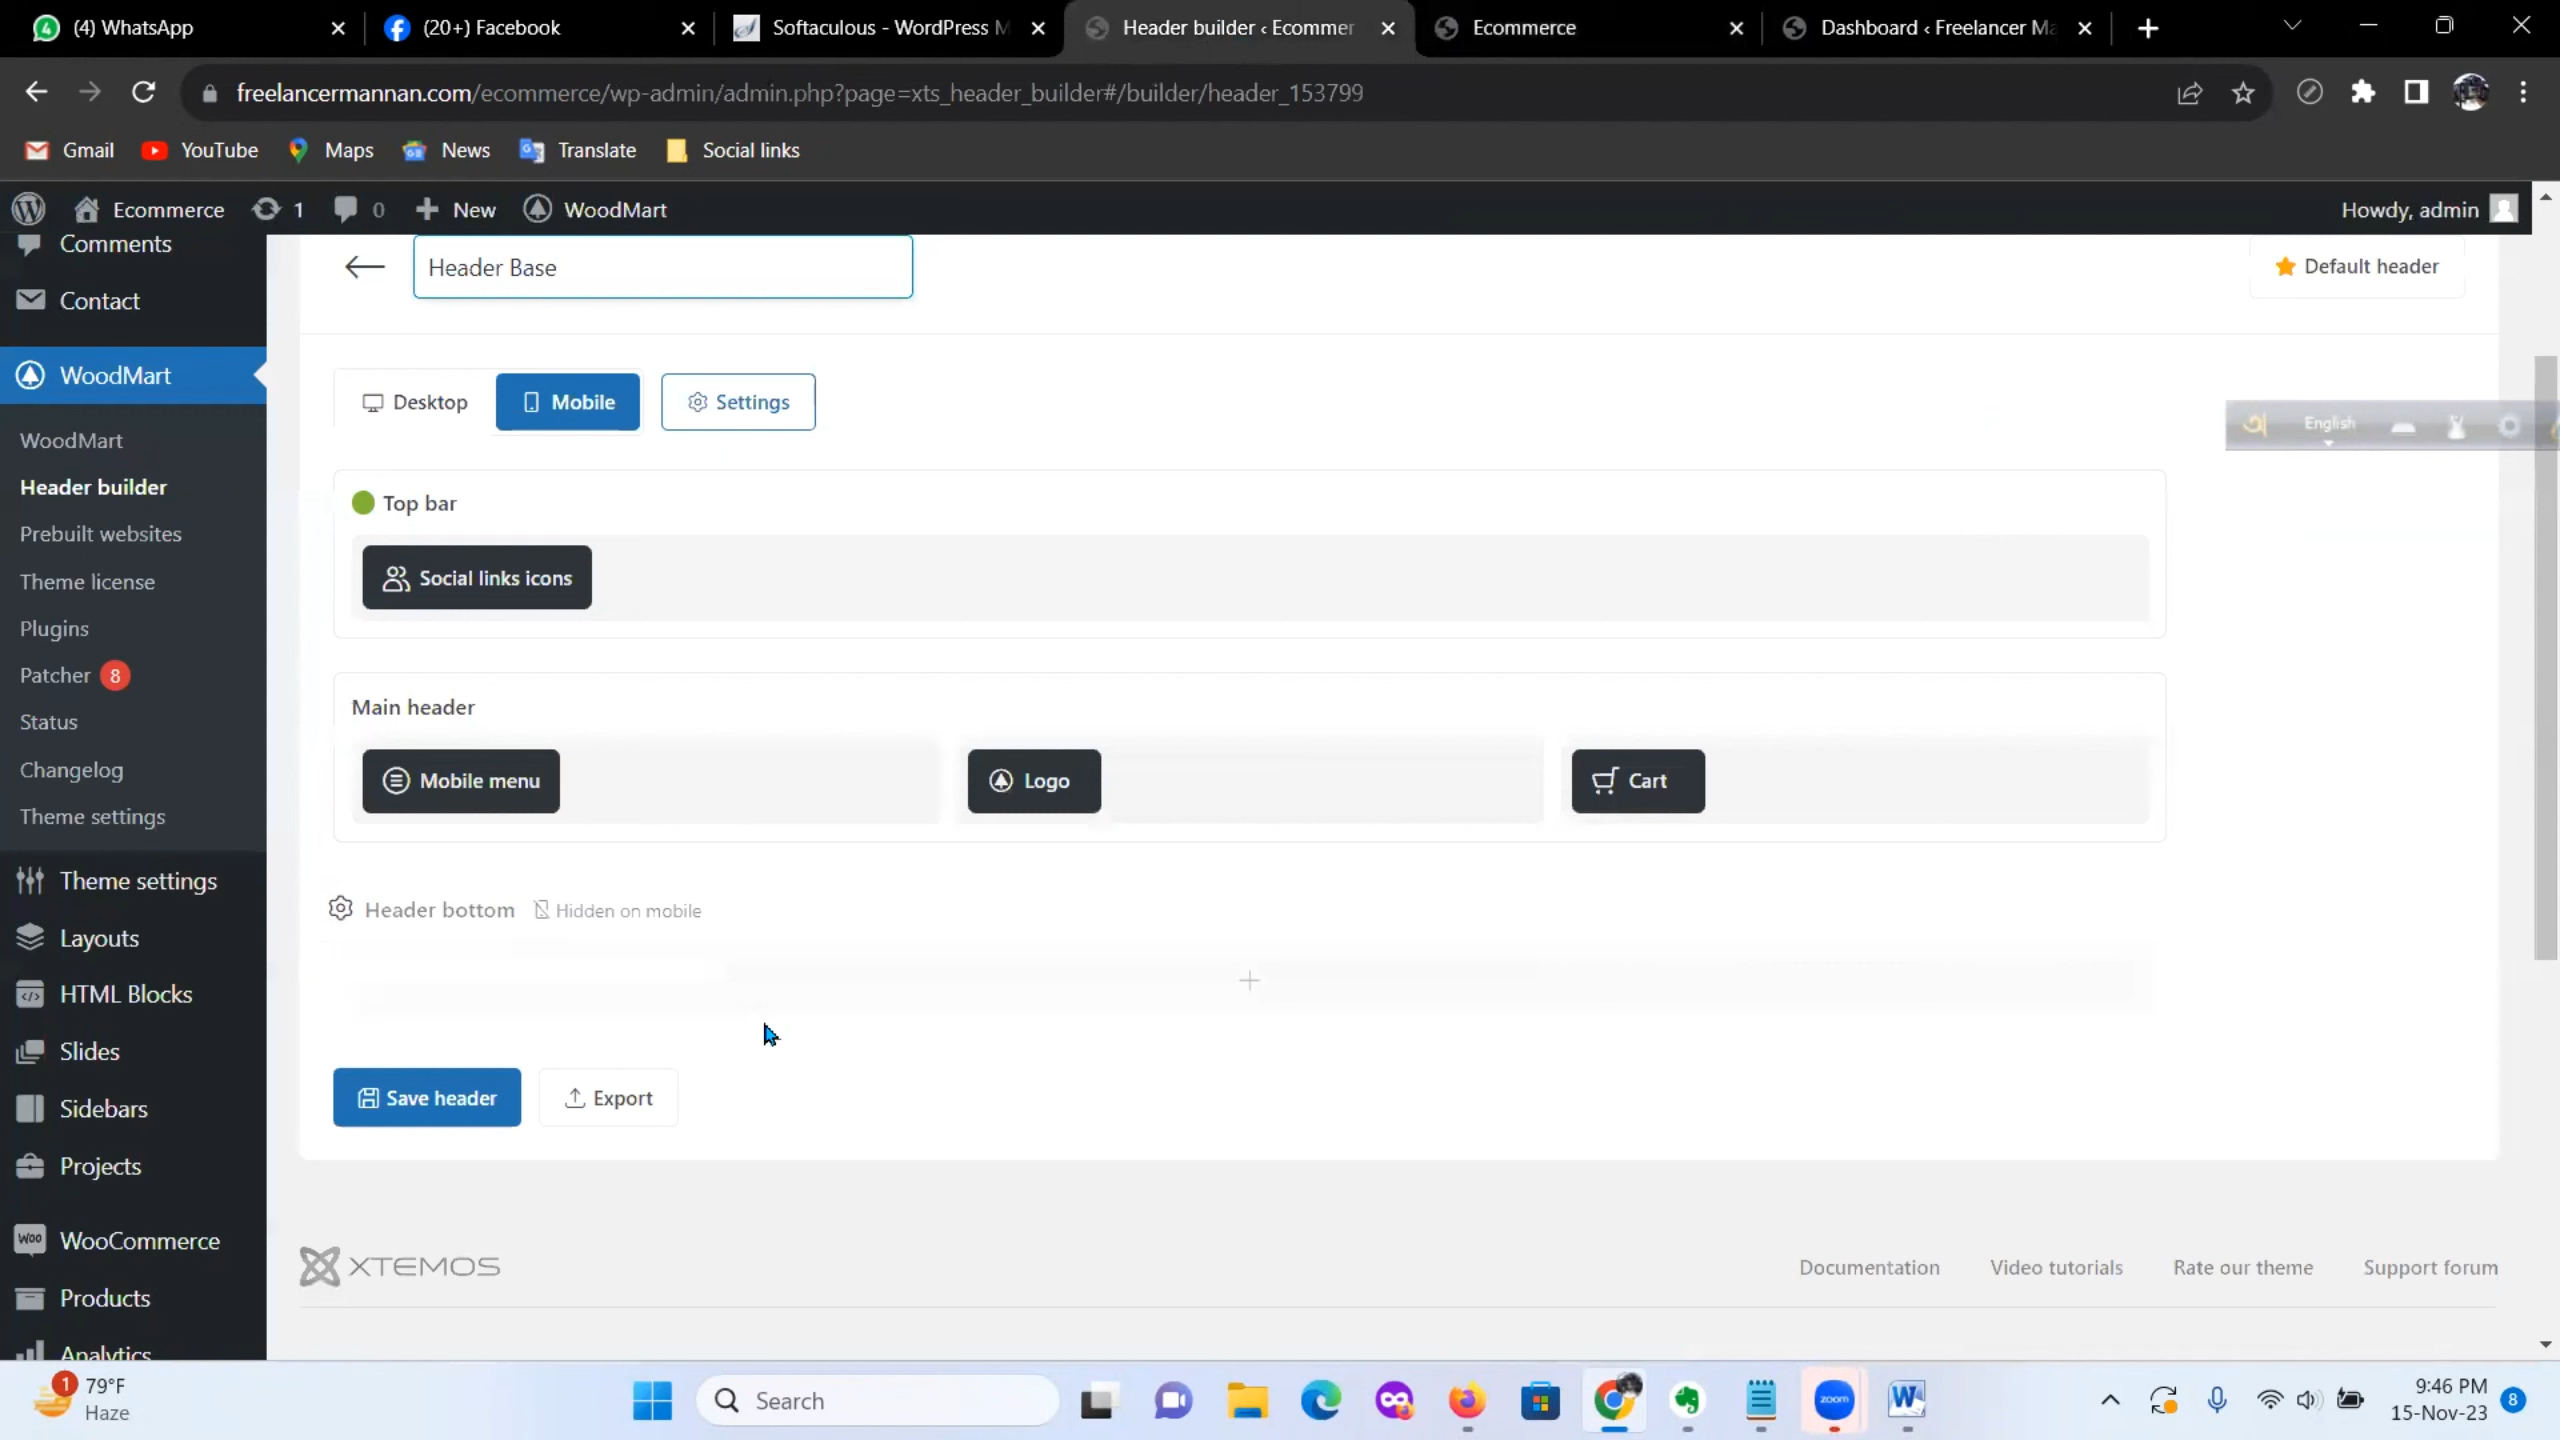 (4) WhatsApp
(20+) Facebook
Softaculous - WordPress M
Header builder ‹ Ecommer
Ecommerce
Dashboard ‹ Freelancer Ma
freelancermannan.com/ecommerce/wp-admin/admin.php?page=xts_header_builder#/builder/header_153799
Gmail
YouTube
Maps
News
Translate
Social links
Ecommerce
1
0
New
WoodMart
Howdy, admin
Comments
Contact
WoodMart
WoodMart
Header builder
Prebuilt websites
Theme license
Plugins
Patcher 8
Status
Changelog
Theme settings
Theme settings
Layouts
HTML Blocks
Slides
Sidebars
Projects
WooCommerce
Products
Analytics
Header Base
Default header
Desktop
Mobile
Settings
অ English
Top bar
Social links icons
Main header
Mobile menu
Logo
Cart
Header bottom
Hidden on mobile
Save header
Export
XTEMOS
Documentation
Video tutorials
Rate our theme
Support forum
1
79°F
Haze
Search
zoom
9:46 PM
15-Nov-23
8